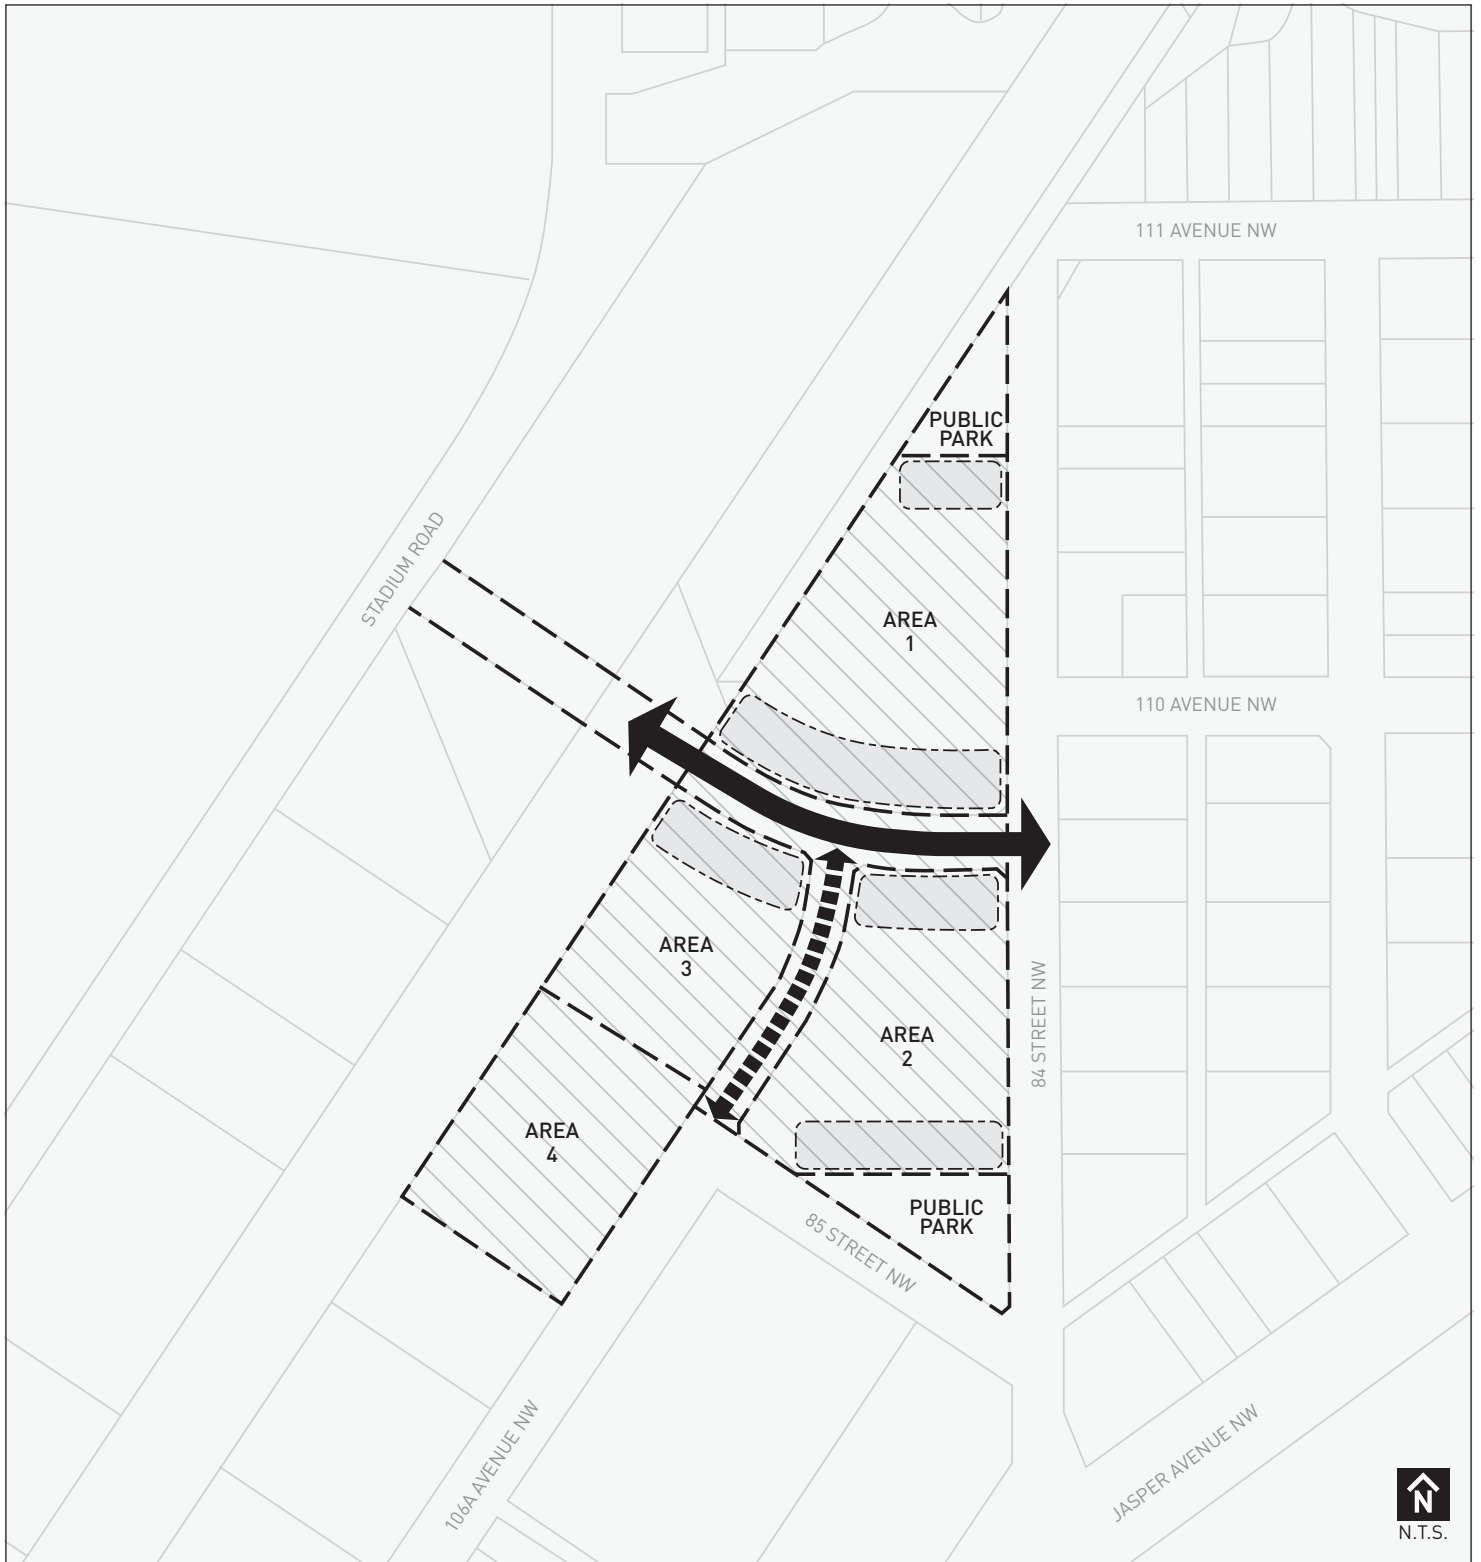 111 AVENUE NW
PUBLIC
PARK
STADIUM ROAD
AREA
1
110 AVENUE NW
AREA
3
84 STREET NW
AREA
2
AREA
4
PUBLIC
PARK
85 STREET NW
106A AVENUE NW
JASPER AVENUE NW
N
N.T.S.